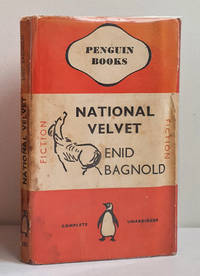 PENGUIN
BOOKS
NATIONAL
VELVET
ENID
BAGNOLD
FICTION
FICTION
COMPLETE UNABRIDGED
NATIONAL VELVET